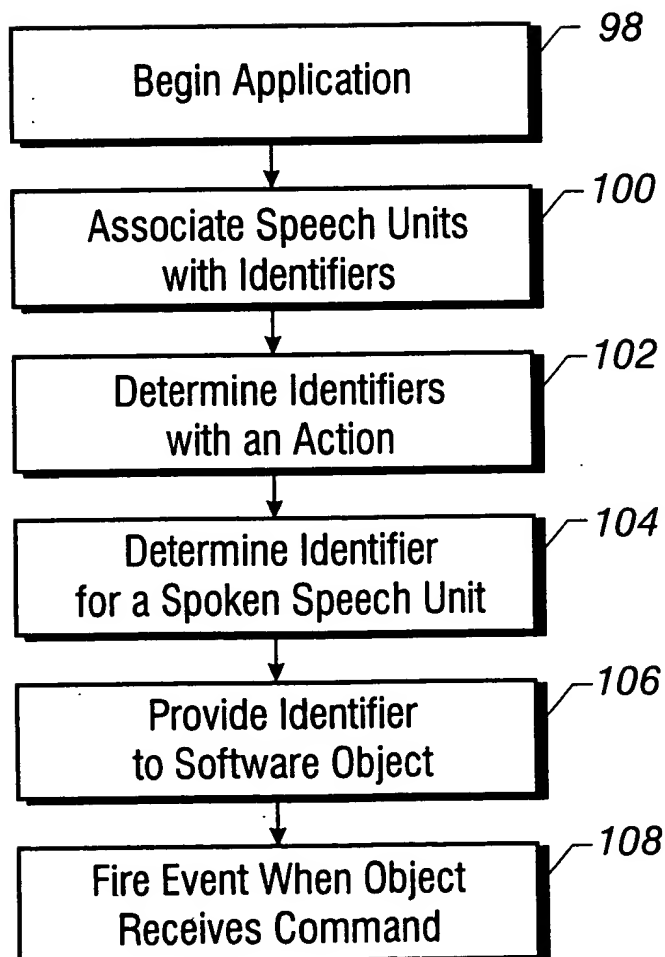 98
Begin Application
100
Associate Speech Units
with Identifiers
102
Determine Identifiers
with an Action
104
Determine Identifier
for a Spoken Speech Unit
106
Provide Identifier
to Software Object
108
Fire Event When Object
Receives Command